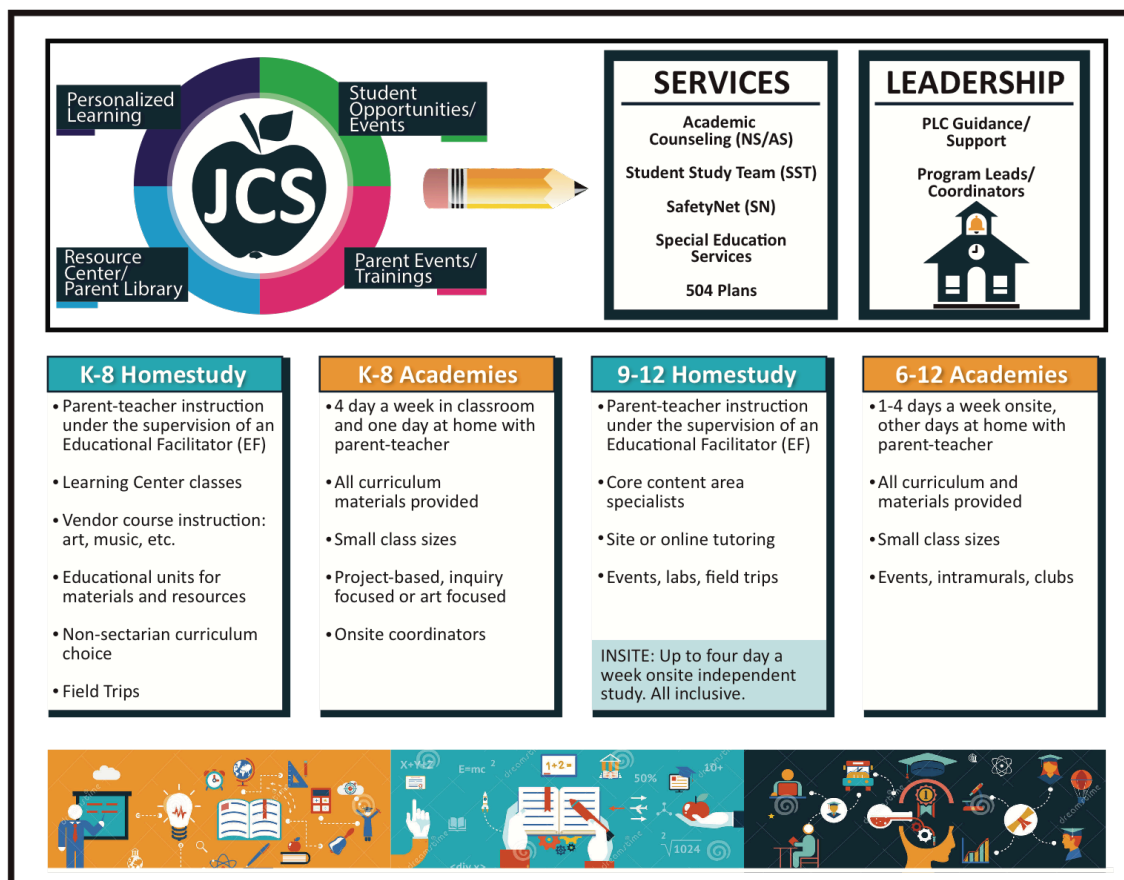 Personalized
Learning
Student
Opportunities/
Events
JCS
Resource
Center/
Parent Library
Parent Events/
Trainings
SERVICES
Academic
Counseling (NS/AS)
Student Study Team (SST)
SafetyNet (SN)
Special Education
Services
504 Plans
LEADERSHIP
PLC Guidance/
Support
Program Leads/
Coordinators
K-8 Homestudy
• Parent-teacher instruction
under the supervision of an
Educational Facilitator (EF)
• Learning Center classes
• Vendor course instruction:
art, music, etc.
• Educational units for
materials and resources
• Non-sectarian curriculum
choice
• Field Trips
K-8 Academies
• 4 day a week in classroom
and one day at home with
parent-teacher
• All curriculum
materials provided
• Small class sizes
• Project-based, inquiry
focused or art focused
• Onsite coordinators
9-12 Homestudy
• Parent-teacher instruction
under the supervision of an
Educational Facilitator (EF)
• Core content area
specialists
• Site or online tutoring
• Events, labs, field trips
INSITE: Up to four day a
week onsite independent
study. All inclusive.
6-12 Academies
• 1-4 days a week onsite,
other days at home with
parent-teacher
• All curriculum and
materials provided
• Small class sizes
• Events, intramurals, clubs
E=mc 2
1+2=
50%
10+
1024
dreamstime